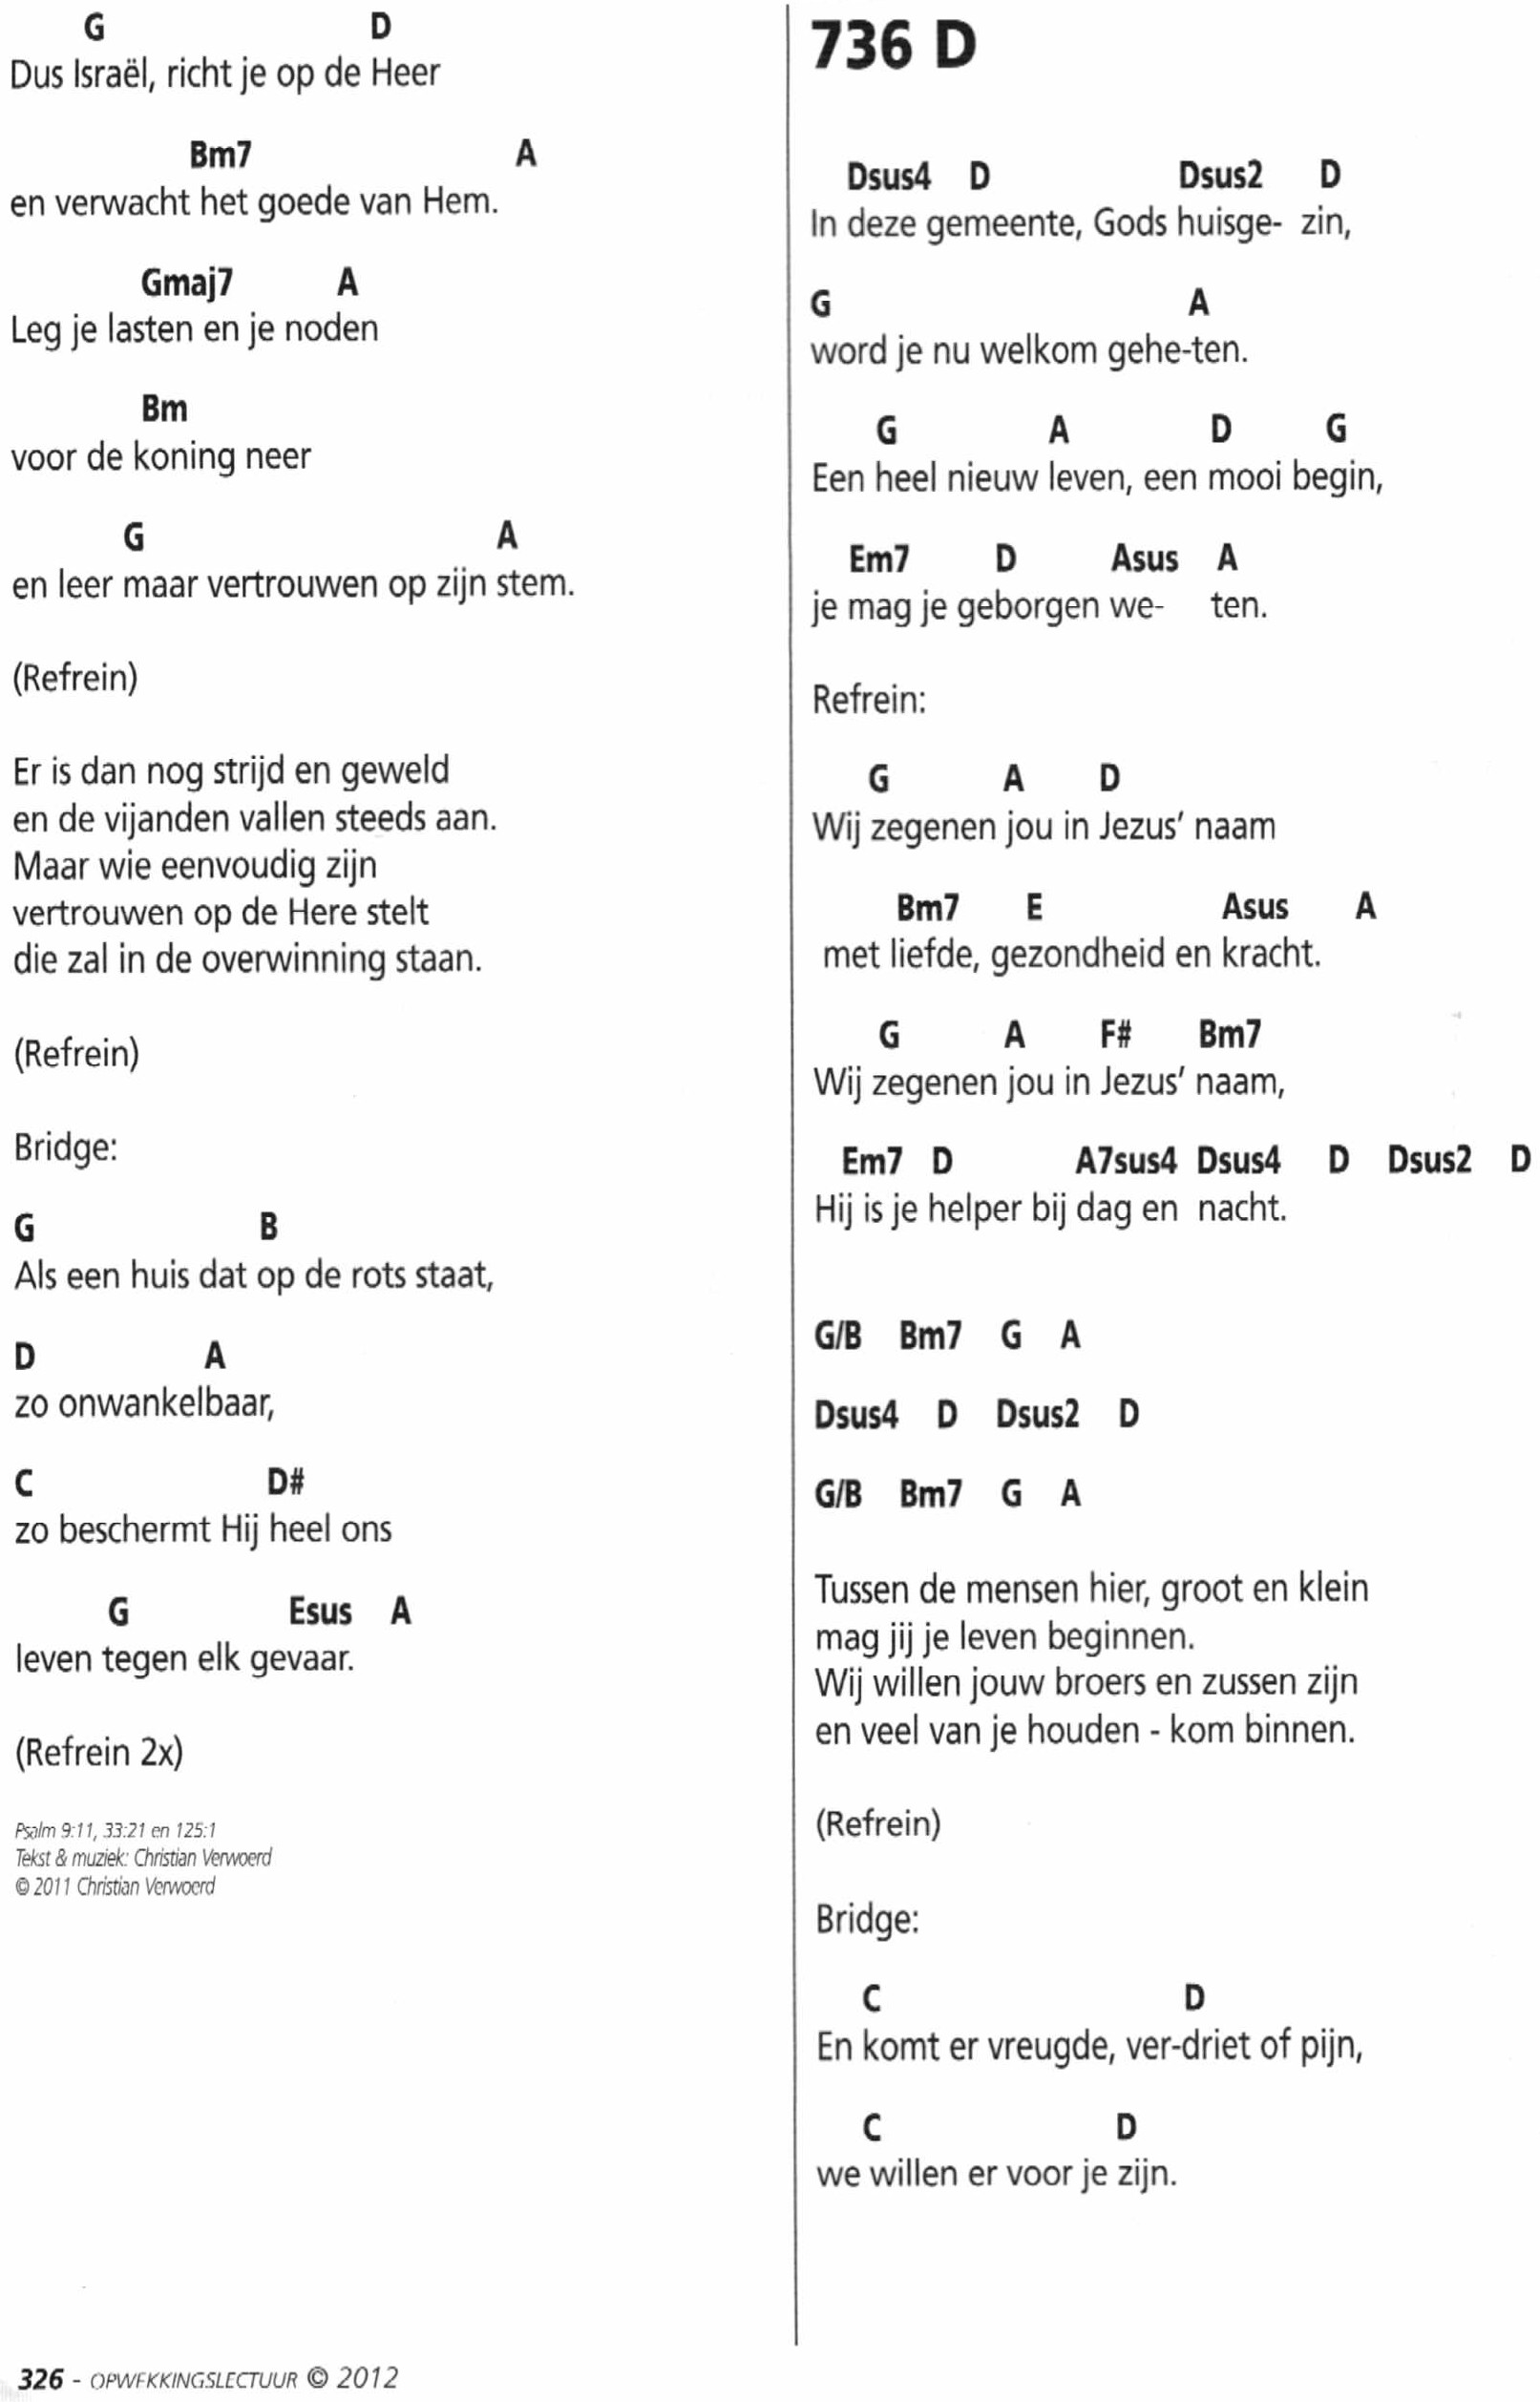 G D
Dus Israël, richt je op de Heer
Bm7 A
en verwacht het goede van Hem.
Gmaj7 A
Leg je lasten en je noden
Bm
voor de koning neer
G A
en leer maar vertrouwen op zijn stem.
(Refrein)
Er is dan nog strijd en geweld
en de vijanden vallen steeds aan.
Maar wie eenvoudig zijn
vertrouwen op de Here stelt
die zal in de overwinning staan.
(Refrein)
Bridge:
G B
Als een huis dat op de rots staat,
D A
zo onwankelbaar,
C D#
zo beschermt Hij heel ons
G Esus A
leven tegen elk gevaar.
(Refrein 2x)
Psalm 9:11, 33:21 en 125:1
Tekst & muziek: Christian Verwoerd
© 2011 Christian Verwoerd
736 D
Dsus4 D Dsus2 D
In deze gemeente, Gods huisge- zin,
G A
word je nu welkom gehe-ten.
G A D G
Een heel nieuw leven, een mooi begin,
Em7 D Asus A
je mag je geborgen we- ten.
Refrein:
G A D
Wij zegenen jou in Jezus' naam
Bm7 E Asus A
met liefde, gezondheid en kracht.
G A F# Bm7
Wij zegenen jou in Jezus' naam,
Em7 D A7sus4 Dsus4 D Dsus2 D
Hij is je helper bij dag en nacht.
G/B Bm7 G A
Dsus4 D Dsus2 D
G/B Bm7 G A
Tussen de mensen hier, groot en klein
mag jij je leven beginnen.
Wij willen jouw broers en zussen zijn
en veel van je houden - kom binnen.
(Refrein)
Bridge:
C D
En komt er vreugde, ver-driet of pijn,
C D
we willen er voor je zijn.
326 - OPWEKKINGSLECTUUR © 2012